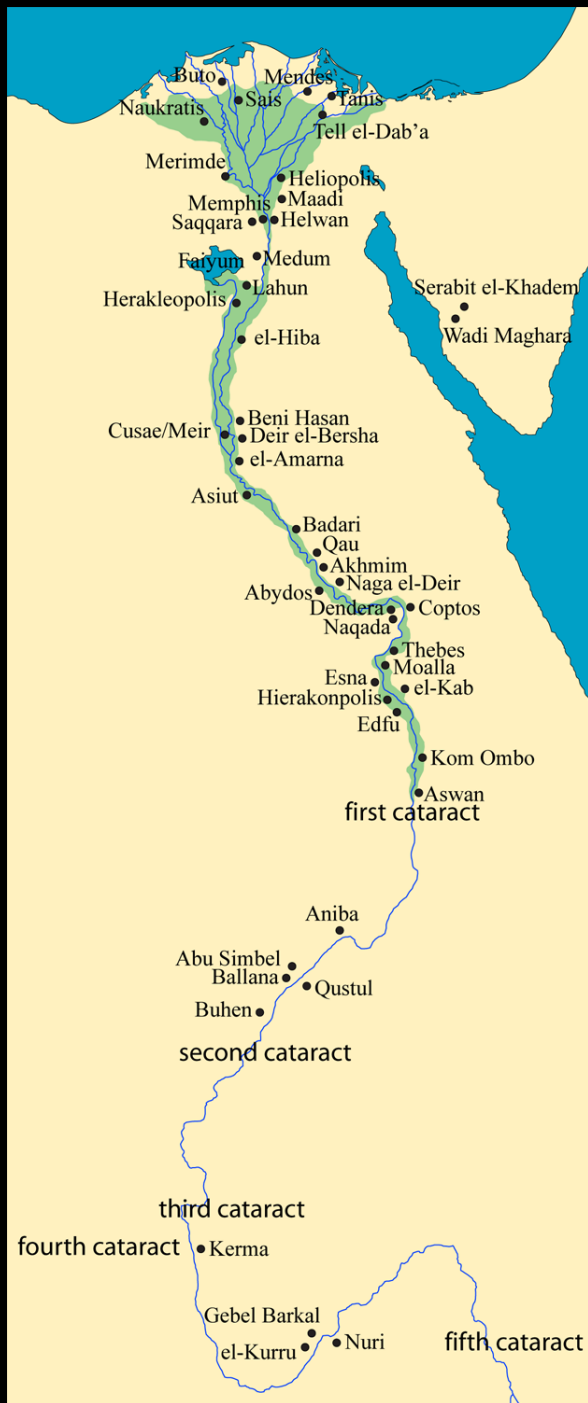 Buto
Mendes
Sais
Tanis
Naukratis
Tell el-Dab’a
Merimde
Heliopolis
Memphis
Maadi
Saqqara
Helwan
Faiyum
Medum
Serabit el-Khadem
Lahun
Herakleopolis
Wadi Maghara
el-Hiba
Beni Hasan
Cusae/Meir
Deir el-Bersha
el-Amarna
Asiut
Badari
Qau
Akhmim
Naga el-Deir
Abydos
Dendera
Coptos
Naqada
Thebes
Moalla
Esna
el-Kab
Hierakonpolis
Edfu
Kom Ombo
Aswan
first cataract
Aniba
Abu Simbel
Ballana
Qustul
Buhen
second cataract
third cataract
fourth cataract
Kerma
Gebel Barkal
Nuri
el-Kurru
fifth cataract